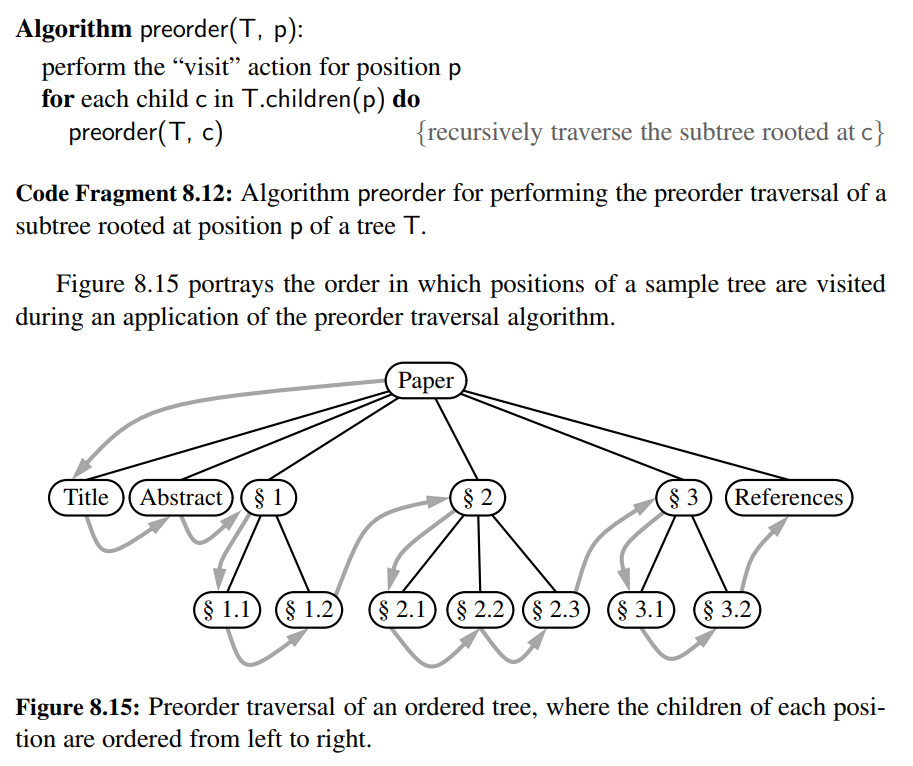 Algorithm preorder(T, p):
perform the “visit” action for position p
for each child c in T.children(p) do
preorder(T, c) {recursively traverse the subtree rooted at c}
Code Fragment 8.12: Algorithm preorder for performing the preorder traversal of a
subtree rooted at position p of a tree T.
Figure 8.15 portrays the order in which positions of a sample tree are visited
during an application of the preorder traversal algorithm.
Paper
Title Abstract § 1 § 2 § 3 References
§ 1.1 § 1.2 § 2.1 § 2.2 § 2.3 § 3.1 § 3.2
Figure 8.15: Preorder traversal of an ordered tree, where the children of each posi-
tion are ordered from left to right.